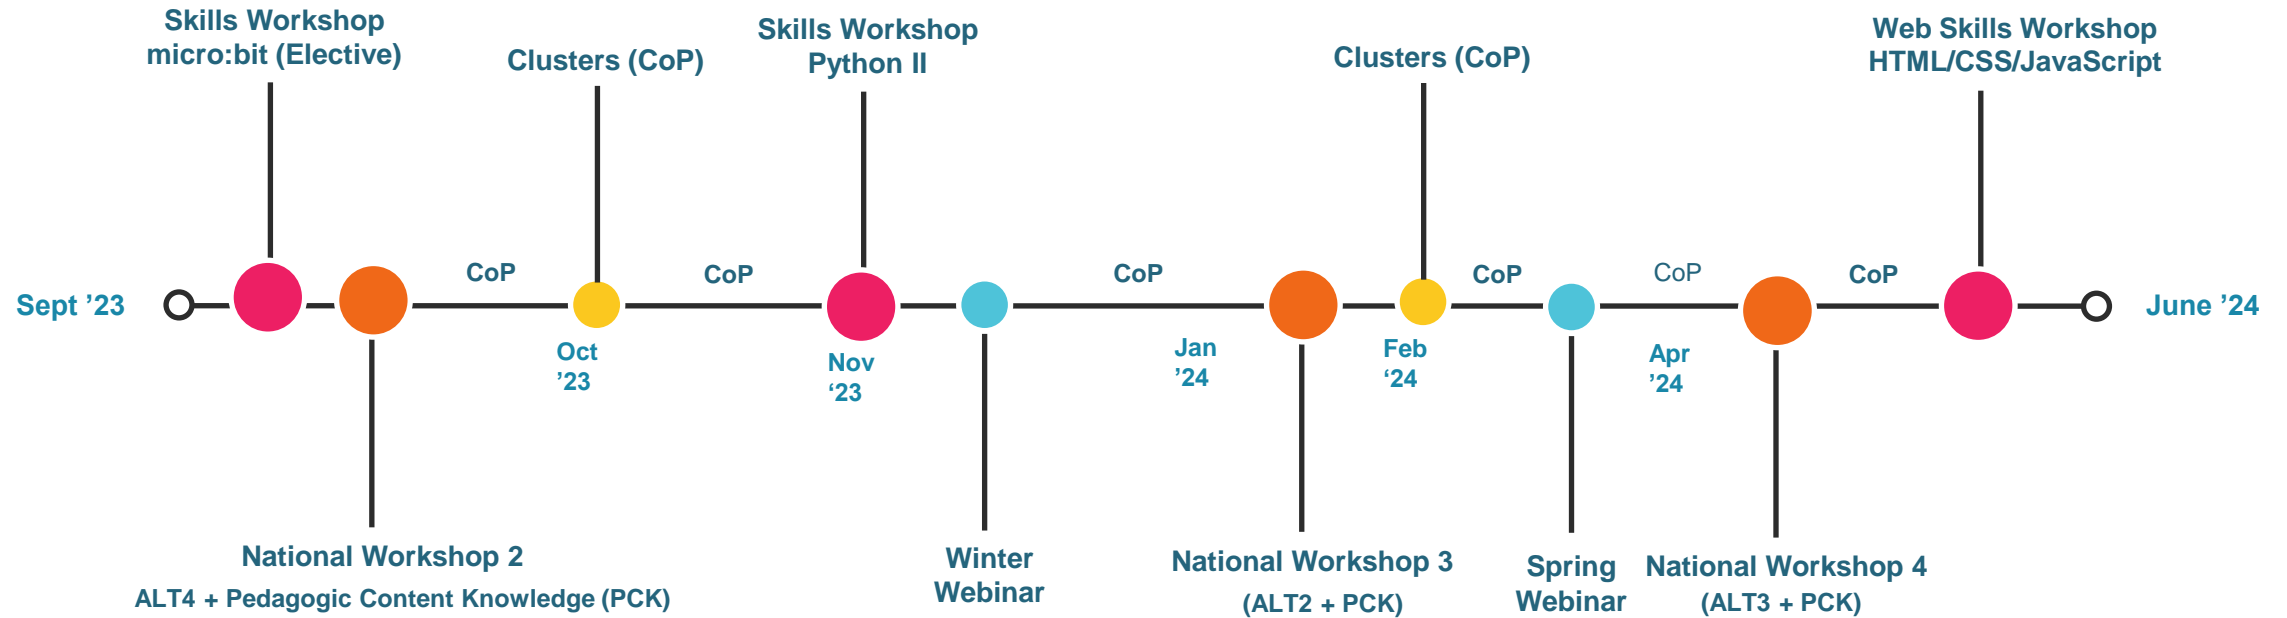 Skills Workshop
micro:bit (Elective)
Clusters (CoP)
Skills Workshop
Python II
Clusters (CoP)
Web Skills Workshop
HTML/CSS/JavaScript
Sept ’23
CoP
CoP
CoP
CoP
CoP
CoP
June ’24
Oct
’23
Nov
‘23
Jan
’24
Feb
‘24
Apr
’24
National Workshop 2
ALT4 + Pedagogic Content Knowledge (PCK)
Winter
Webinar
National Workshop 3
(ALT2 + PCK)
Spring
Webinar
National Workshop 4
(ALT3 + PCK)